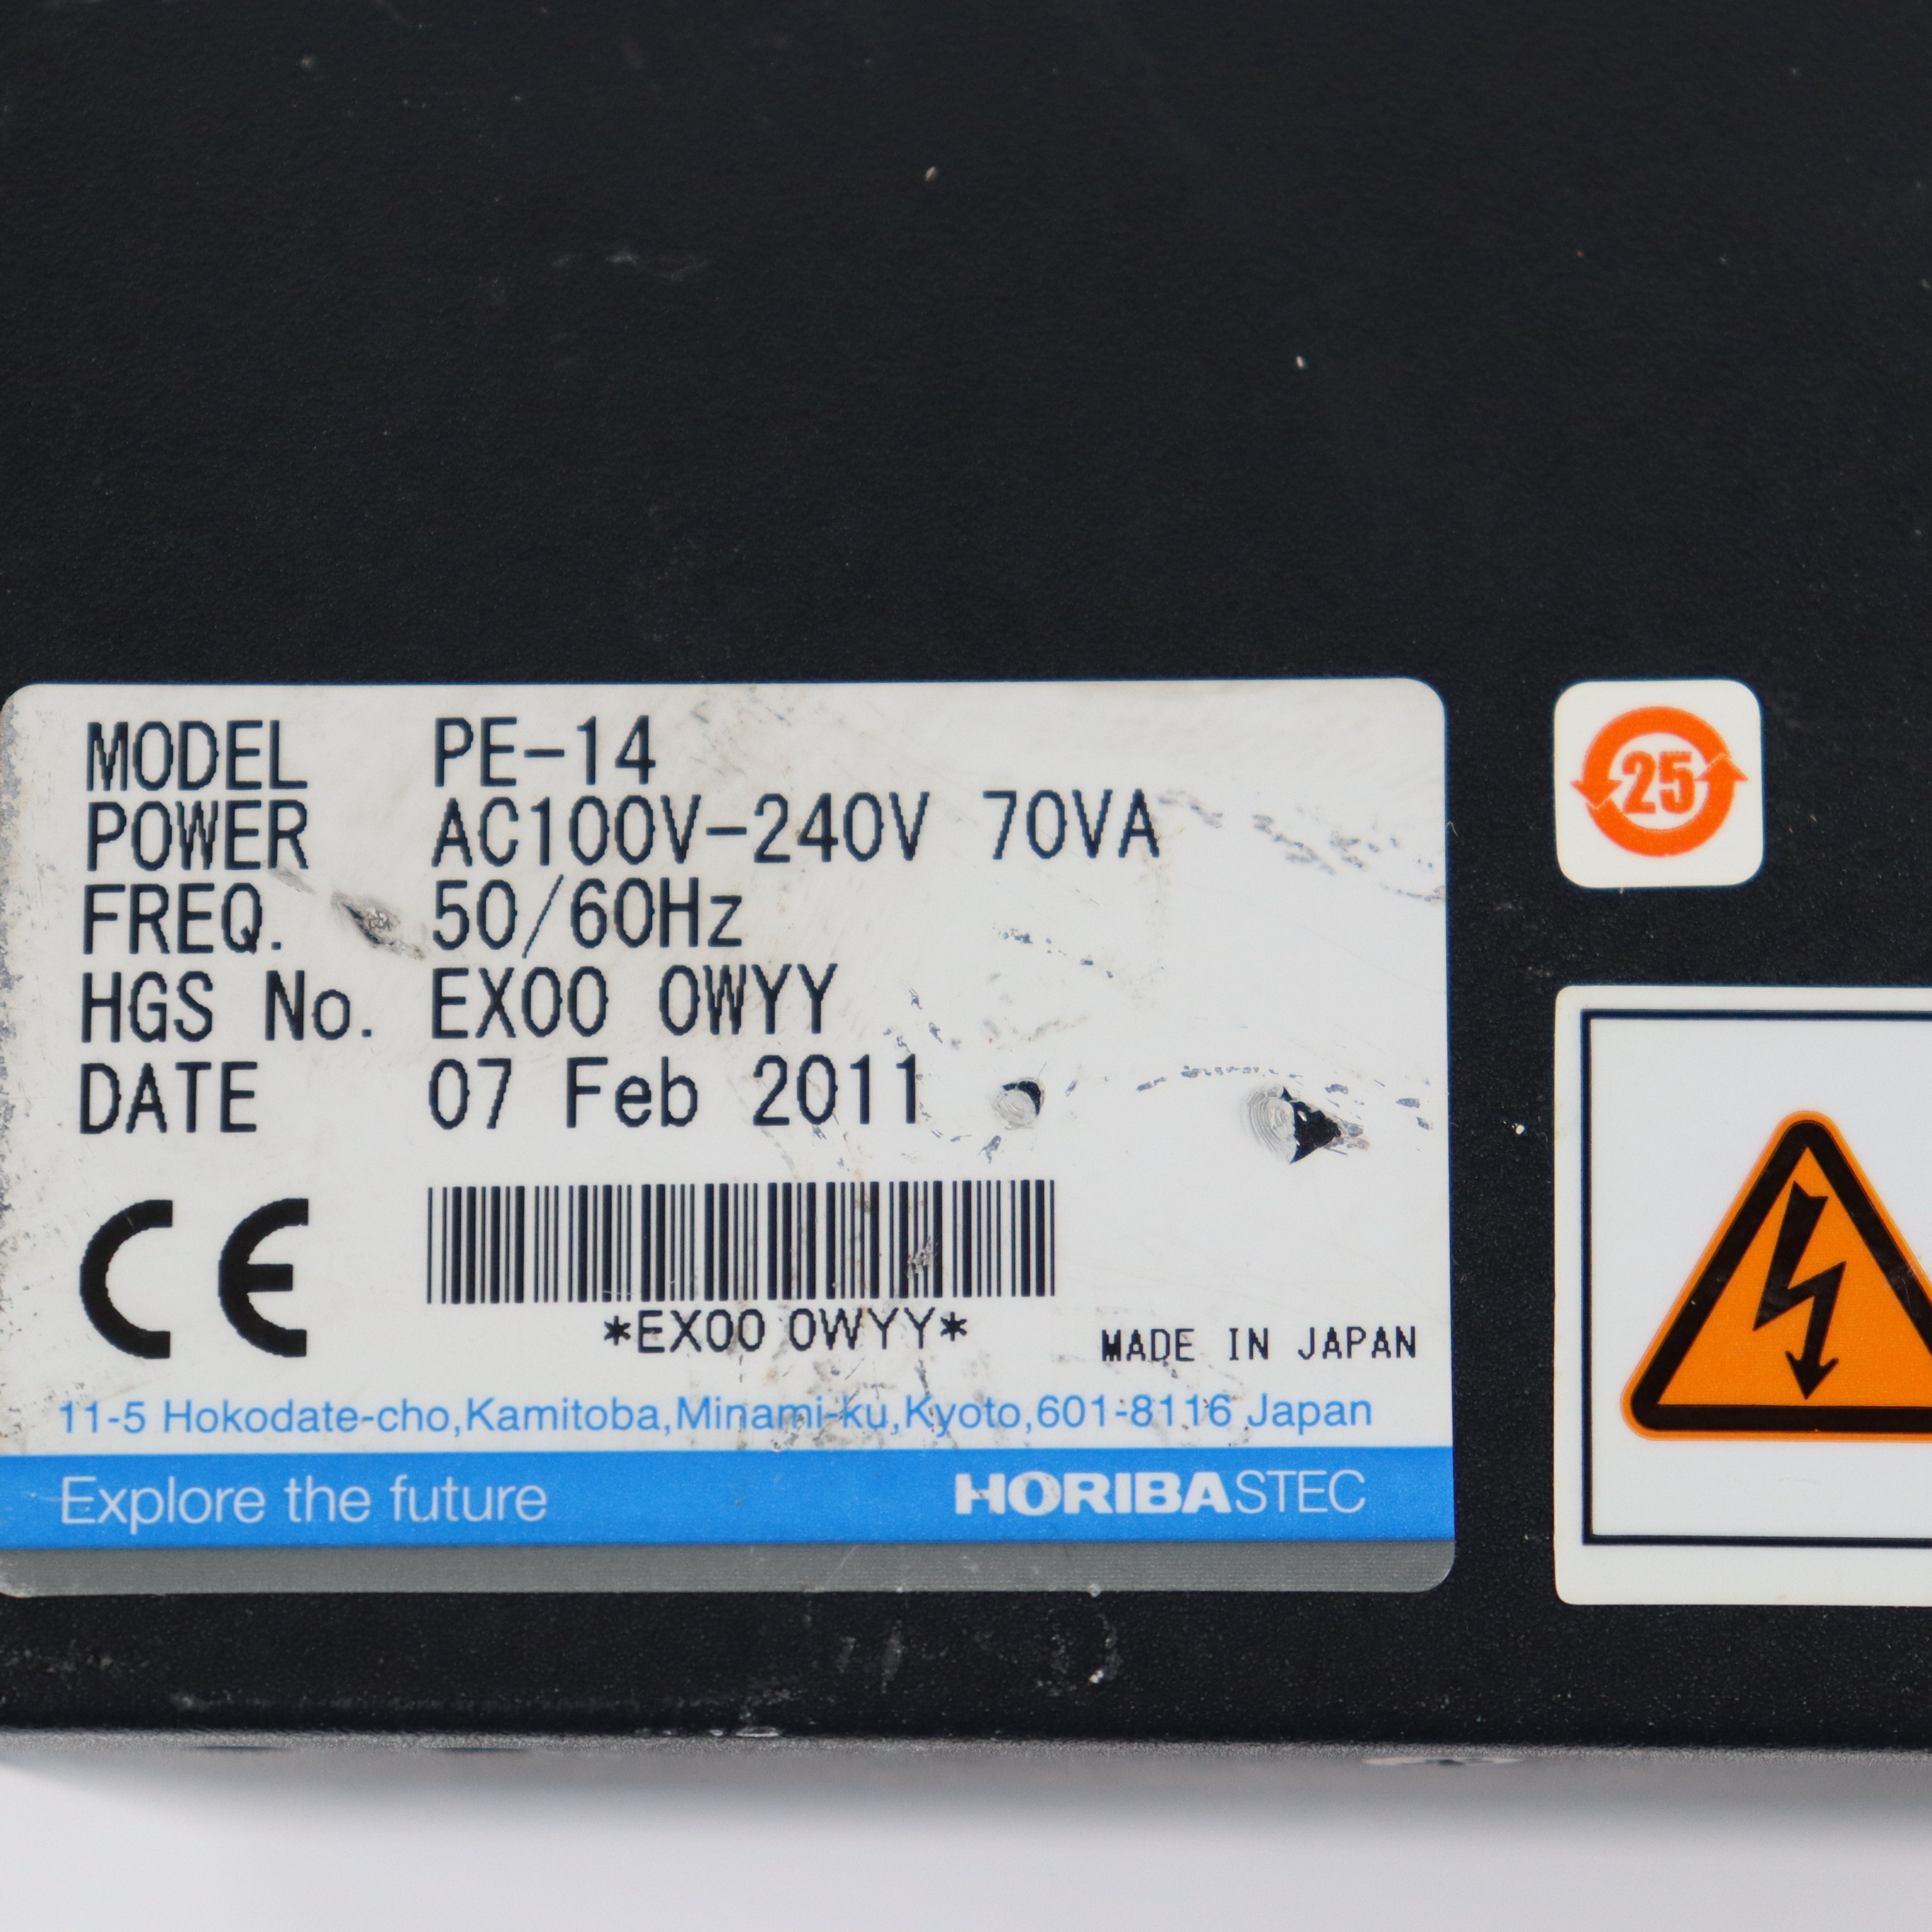 MODEL PE-14
POWER AC100V-240V 70VA
FREQ. 50/60Hz
HGS No. EX00 0WYY
DATE 07 Feb 2011
CE
*EX00 0WYY*
MADE IN JAPAN
11-5 Hokodate-cho,Kamitoba,Minami-ku,Kyoto,601-8116 Japan
Explore the future HORIBASTEC
25